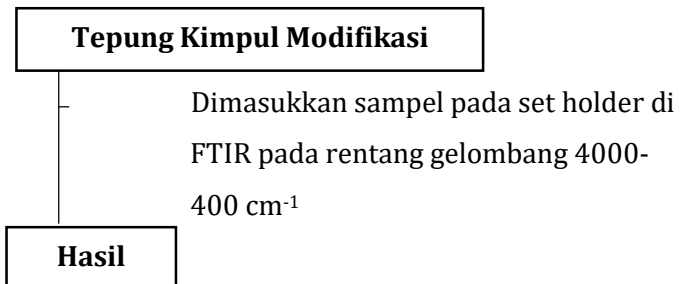 Tepung Kimpul Modifikasi
Dimasukkan sampel pada set holder di
FTIR pada rentang gelombang 4000-
400 cm⁻¹
Hasil